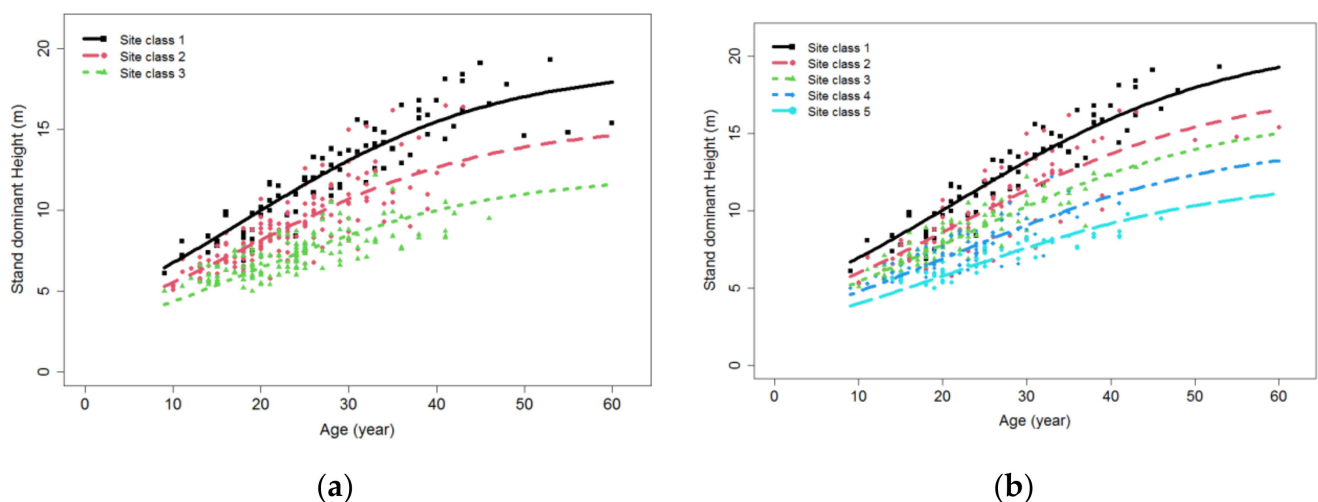 Site class 1
Site class 2
Site class 3
Stand dominant Height (m)
20
15
10
5
0
0 10 20 30 40 50 60
Age (year)
(a)
Site class 1
Site class 2
Site class 3
Site class 4
Site class 5
Stand dominant Height (m)
20
15
10
5
0
0 10 20 30 40 50 60
Age (year)
(b)